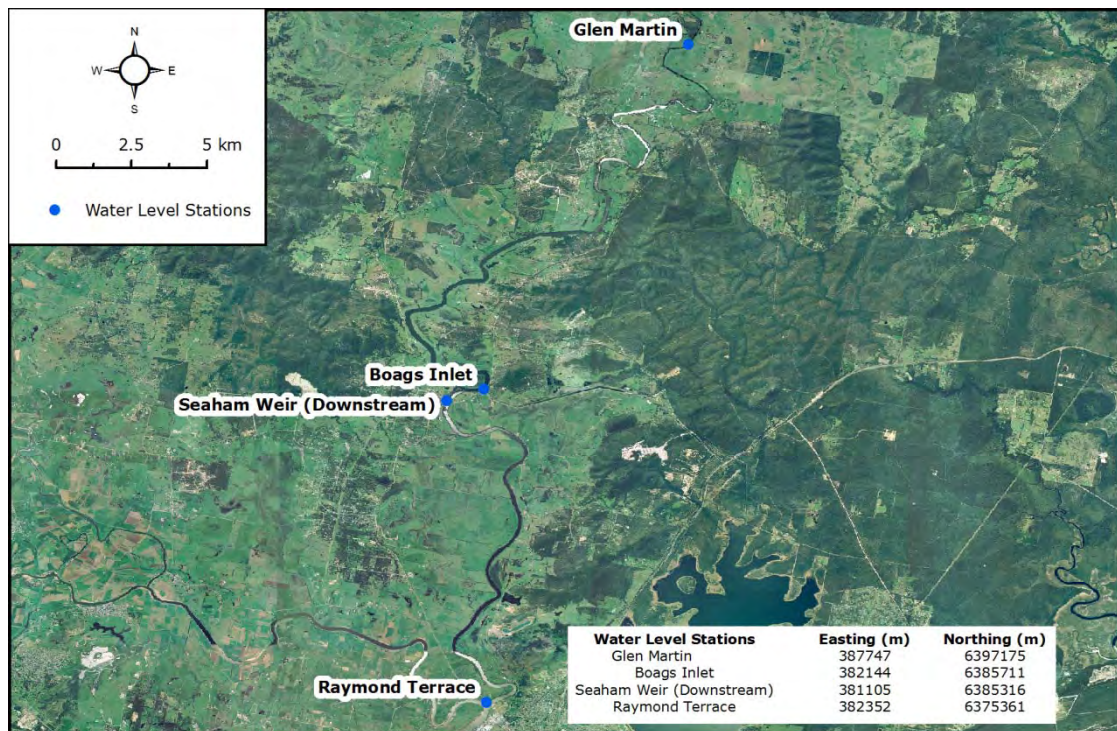 N
W E
S
0 2.5 5 km
Water Level Stations
Glen Martin
Boags Inlet
Seaham Weir (Downstream)
Raymond Terrace
Water Level Stations Easting (m) Northing (m)
Glen Martin 387747 6397175
Boags Inlet 382144 6385711
Seaham Weir (Downstream) 381105 6385316
Raymond Terrace 382352 6375361